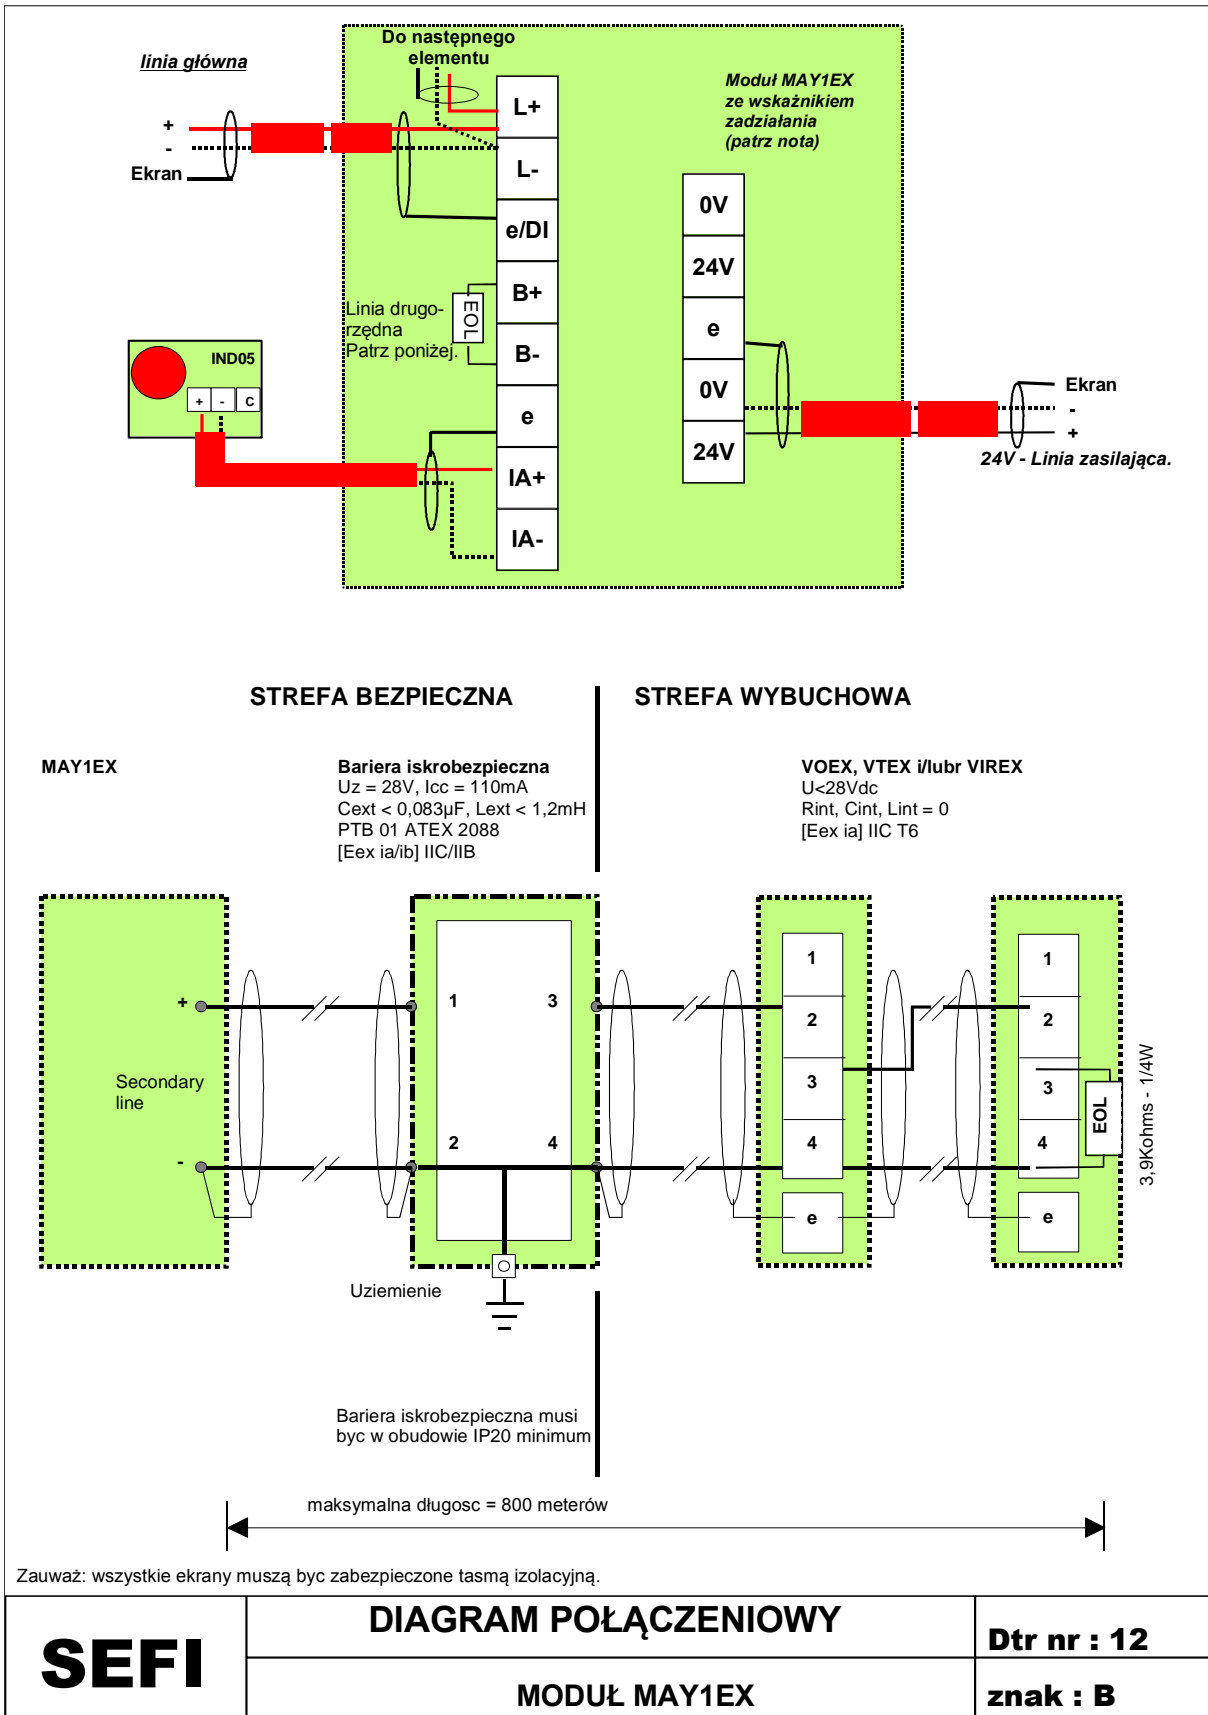 linia główna
+
-
Ekran
Do następnego
elementu
L+
L-
e/DI
B+
B-
e
IA+
IA-
EOL
Linia drugo-
rzędna
Patrz poniżej.
IND05
+ - C
Moduł MAY1EX
ze wskażnikiem
zadziałania
(patrz nota)
0V
24V
e
0V
24V
Ekran
-
+
24V - Linia zasilająca.
STREFA BEZPIECZNA
STREFA WYBUCHOWA
MAY1EX
Bariera iskrobezpieczna
Uz = 28V, Icc = 110mA
Cext < 0,083µF, Lext < 1,2mH
PTB 01 ATEX 2088
[Eex ia/ib] IIC/IIB
VOEX, VTEX i/lubr VIREX
U<28Vdc
Rint, Cint, Lint = 0
[Eex ia] IIC T6
+
Secondary
line
-
1 3
2 4
1
2
3
4
e
1
2
3
4
e
EOL
3,9Kohms - 1/4W
Uziemienie
Bariera iskrobezpieczna musi
byc w obudowie IP20 minimum
maksymalna długosc = 800 meterów
Zauważ: wszystkie ekrany muszą byc zabezpieczone tasmą izolacyjną.
SEFI
DIAGRAM POŁĄCZENIOWY
MODUŁ MAY1EX
Dtr nr : 12
znak : B